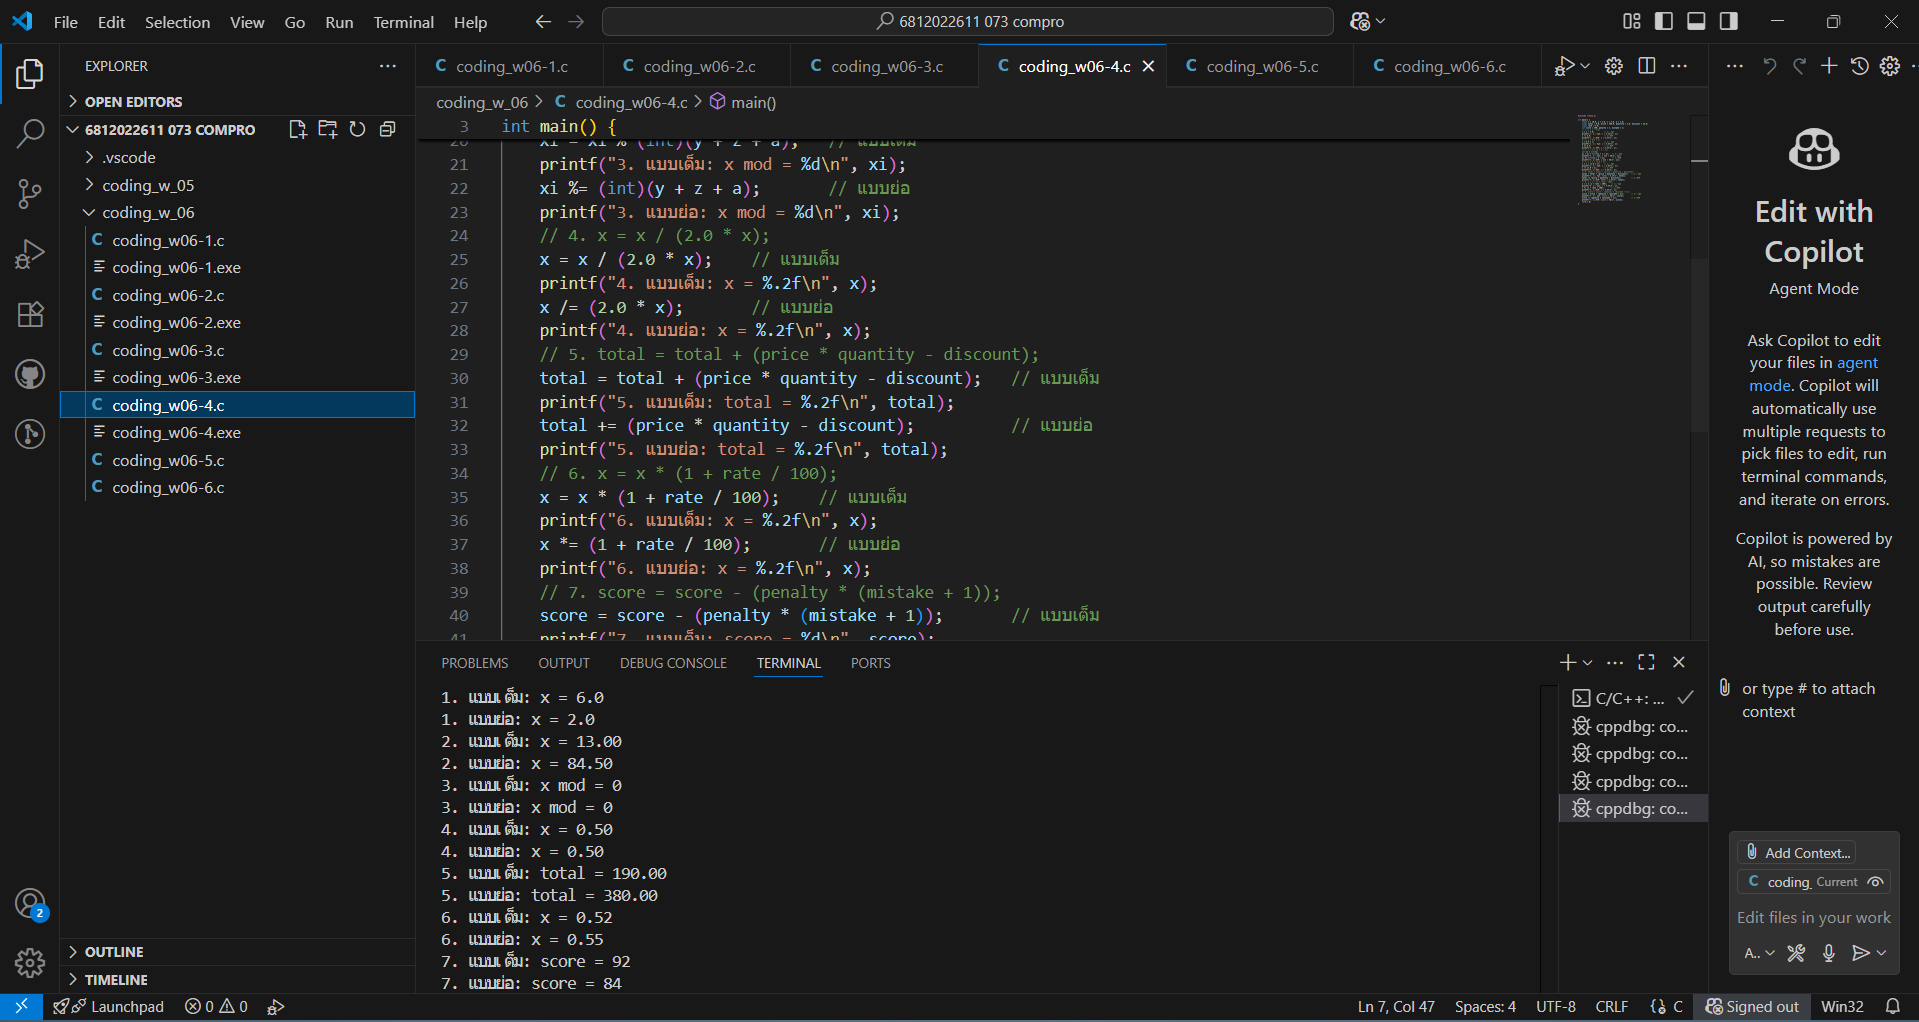 File Edit Selection View Go Run Terminal Help
6812022611 073 compro
EXPLORER
OPEN EDITORS
6812022611 073 COMPRO
.vscode
coding_w_05
coding_w_06
C coding_w06-1.c
coding_w06-1.exe
C coding_w06-2.c
coding_w06-2.exe
C coding_w06-3.c
coding_w06-3.exe
C coding_w06-4.c
coding_w06-4.exe
C coding_w06-5.c
C coding_w06-6.c
OUTLINE
TIMELINE
C coding_w06-1.c C coding_w06-2.c C coding_w06-3.c C coding_w06-4.c C coding_w06-5.c C coding_w06-6.c
coding_w_06 > C coding_w06-4.c > main()
3 int main() {
20 xi = xi % (int)(y + z + a); // แบบเต็ม
21 printf("3. แบบเต็ม: x mod = %d\n", xi);
22 xi %= (int)(y + z + a); // แบบย่อ
23 printf("3. แบบย่อ: x mod = %d\n", xi);
24 // 4. x = x / (2.0 * x);
25 x = x / (2.0 * x); // แบบเต็ม
26 printf("4. แบบเต็ม: x = %.2f\n", x);
27 x /= (2.0 * x); // แบบย่อ
28 printf("4. แบบย่อ: x = %.2f\n", x);
29 // 5. total = total + (price * quantity - discount);
30 total = total + (price * quantity - discount); // แบบเต็ม
31 printf("5. แบบเต็ม: total = %.2f\n", total);
32 total += (price * quantity - discount); // แบบย่อ
33 printf("5. แบบย่อ: total = %.2f\n", total);
34 // 6. x = x * (1 + rate / 100);
35 x = x * (1 + rate / 100); // แบบเต็ม
36 printf("6. แบบเต็ม: x = %.2f\n", x);
37 x *= (1 + rate / 100); // แบบย่อ
38 printf("6. แบบย่อ: x = %.2f\n", x);
39 // 7. score = score - (penalty * (mistake + 1));
40 score = score - (penalty * (mistake + 1)); // แบบเต็ม
41 printf("7. แบบเต็ม: score = %d\n", score);
PROBLEMS OUTPUT DEBUG CONSOLE TERMINAL PORTS
1. แบบเต็ม: x = 6.0
1. แบบย่อ: x = 2.0
2. แบบเต็ม: x = 13.00
2. แบบย่อ: x = 84.50
3. แบบเต็ม: x mod = 0
3. แบบย่อ: x mod = 0
4. แบบเต็ม: x = 0.50
4. แบบย่อ: x = 0.50
5. แบบเต็ม: total = 190.00
5. แบบย่อ: total = 380.00
6. แบบเต็ม: x = 0.52
6. แบบย่อ: x = 0.55
7. แบบเต็ม: score = 92
7. แบบย่อ: score = 84
C/C++: ...
cppdbg: co...
cppdbg: co...
cppdbg: co...
cppdbg: co...
Edit with
Copilot
Agent Mode
Ask Copilot to edit
your files in agent
mode. Copilot will
automatically use
multiple requests to
pick files to edit, run
terminal commands,
and iterate on errors.
Copilot is powered by
AI, so mistakes are
possible. Review
output carefully
before use.
or type # to attach
context
Add Context...
C coding. Current
Edit files in your work
A..
2
Launchpad 0 0
Ln 7, Col 47 Spaces: 4 UTF-8 CRLF {} C Signed out Win32